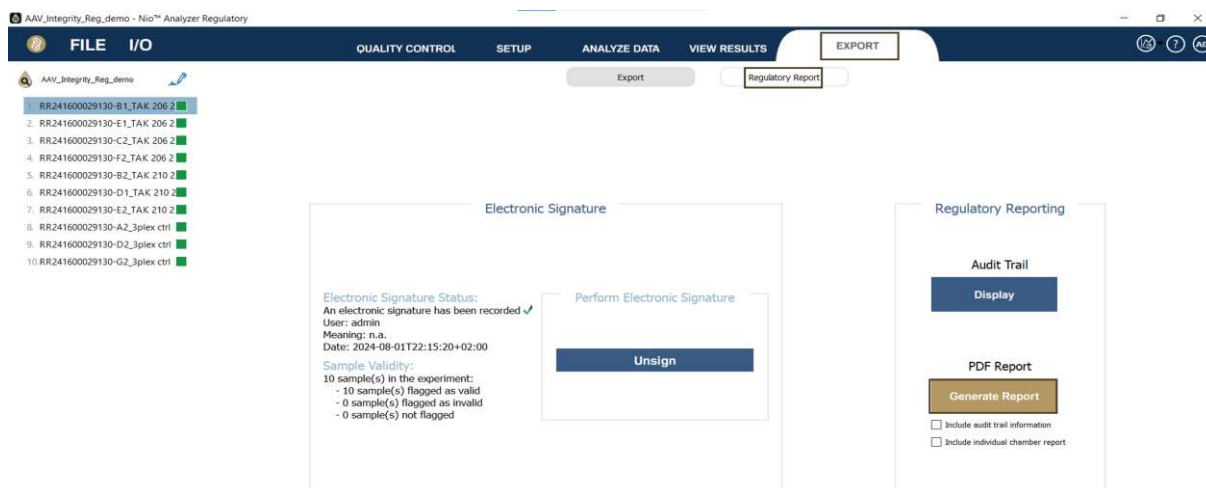 AAV_Integrity_Reg_demo - Nio™ Analyzer Regulatory
FILE I/O
QUALITY CONTROL SETUP ANALYZE DATA VIEW RESULTS EXPORT
AAV_Integrity_Reg_demo
Export Regulatory Report
1. RR241600029130-B1_TAK 206 2
2. RR241600029130-E1_TAK 206 2
3. RR241600029130-C2_TAK 206 2
4. RR241600029130-F2_TAK 206 2
5. RR241600029130-B2_TAK 210 2
6. RR241600029130-D1_TAK 210 2
7. RR241600029130-E2_TAK 210 2
8. RR241600029130-A2_3plex ctrl
9. RR241600029130-D2_3plex ctrl
10. RR241600029130-G2_3plex ctrl
Electronic Signature
Electronic Signature Status:
An electronic signature has been recorded
User: admin
Meaning: n.a.
Date: 2024-08-01T22:15:20+02:00
Sample Validity:
10 sample(s) in the experiment:
- 10 sample(s) flagged as valid
- 0 sample(s) flagged as invalid
- 0 sample(s) not flagged
Perform Electronic Signature
Unsign
Regulatory Reporting
Audit Trail
Display
PDF Report
Generate Report
Include audit trail information
Include individual chamber report